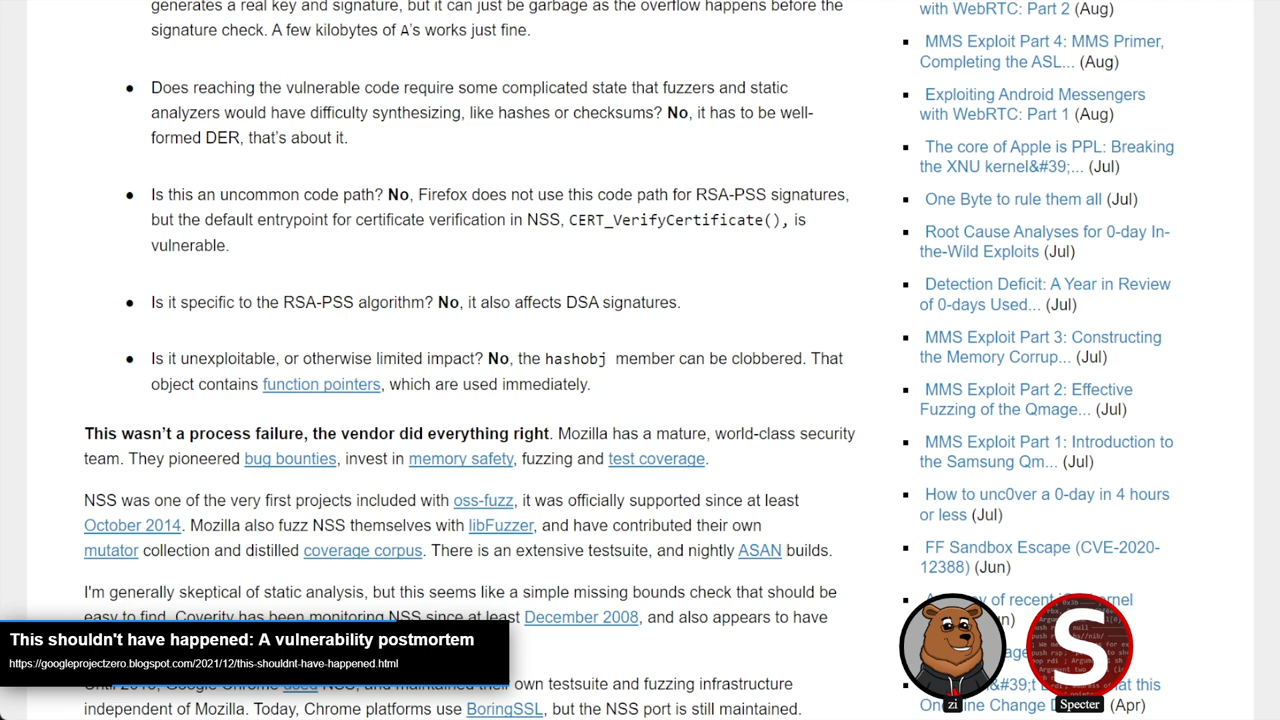 generates a real key and signature, but it can just be garbage as the overflow happens before the
signature check. A few kilobytes of A's works just fine.
● Does reaching the vulnerable code require some complicated state that fuzzers and static
analyzers would have difficulty synthesizing, like hashes or checksums? No, it has to be well-
formed DER, that's about it.
● Is this an uncommon code path? No, Firefox does not use this code path for RSA-PSS signatures,
but the default entrypoint for certificate verification in NSS, CERT_VerifyCertificate(), is
vulnerable.
● Is it specific to the RSA-PSS algorithm? No, it also affects DSA signatures.
● Is it unexploitable, or otherwise limited impact? No, the hashobj member can be clobbered. That
object contains function pointers, which are used immediately.
This wasn't a process failure, the vendor did everything right. Mozilla has a mature, world-class security
team. They pioneered bug bounties, invest in memory safety, fuzzing and test coverage.
NSS was one of the very first projects included with oss-fuzz, it was officially supported since at least
October 2014. Mozilla also fuzz NSS themselves with libFuzzer, and have contributed their own
mutator collection and distilled coverage corpus. There is an extensive testsuite, and nightly ASAN builds.
I'm generally skeptical of static analysis, but this seems like a simple missing bounds check that should be
easy to find. Coverity has been monitoring NSS since at least December 2008, and also appears to have
own testsuite and fuzzing infrastructure
independent of Mozilla. Today, Chrome platforms use BoringSSL, but the NSS port is still maintained.
with WebRTC: Part 2 (Aug)
MMS Exploit Part 4: MMS Primer,
Completing the ASL... (Aug)
Exploiting Android Messengers
with WebRTC: Part 1 (Aug)
The core of Apple is PPL: Breaking
the XNU kernel&#39;... (Jul)
One Byte to rule them all (Jul)
Root Cause Analyses for 0-day In-
the-Wild Exploits (Jul)
Detection Deficit: A Year in Review
of 0-days Used... (Jul)
MMS Exploit Part 3: Constructing
the Memory Corrup... (Jul)
MMS Exploit Part 2: Effective
Fuzzing of the Qmage... (Jul)
MMS Exploit Part 1: Introduction to
the Samsung Qm... (Jul)
How to unc0ver a 0-day in 4 hours
or less (Jul)
FF Sandbox Escape (CVE-2020-
12388) (Jun)
of recent
this
(Apr)
This shouldn't have happened: A vulnerability postmortem
https://googleprojectzero.blogspot.com/2021/12/this-shouldnt-have-happened.html
zi
S
Specter